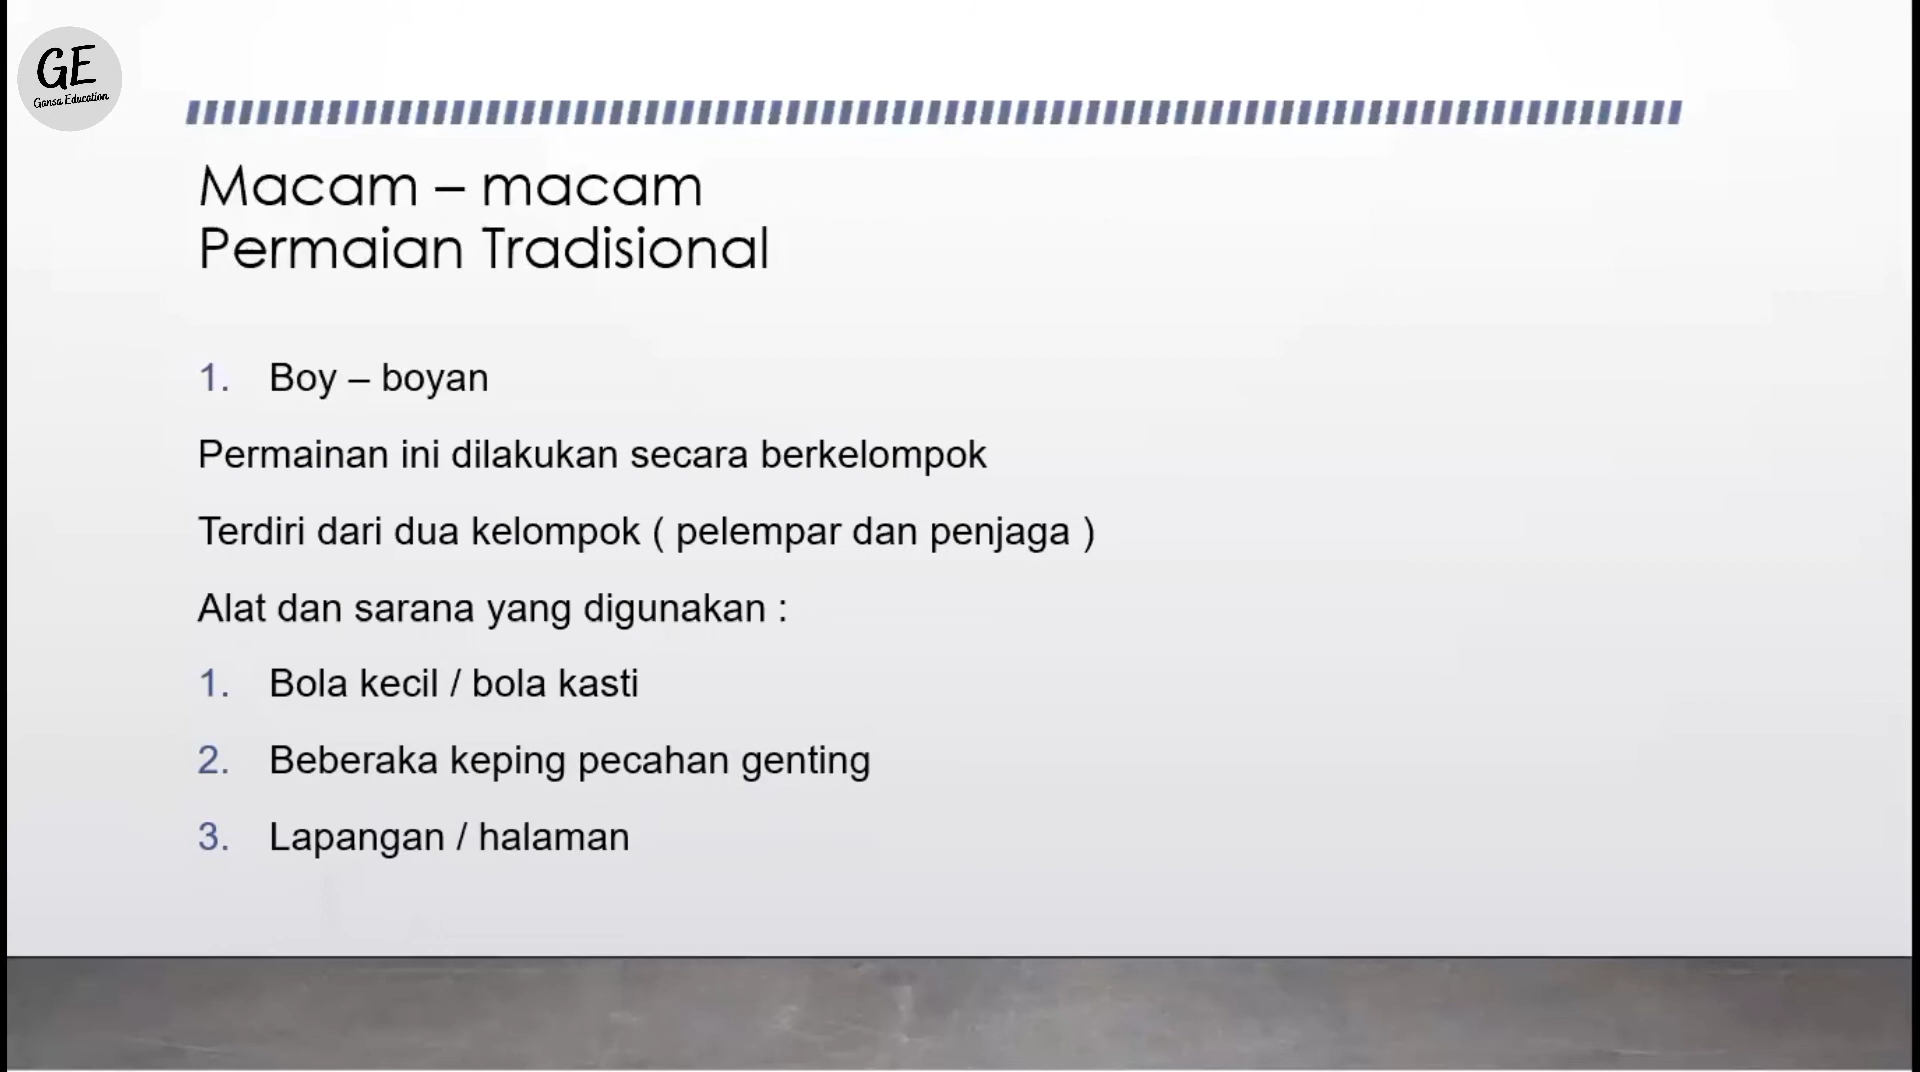 GE
Gansa Education
Macam – macam
Permaian Tradisional
1. Boy – boyan
Permainan ini dilakukan secara berkelompok
Terdiri dari dua kelompok ( pelempar dan penjaga )
Alat dan sarana yang digunakan :
1. Bola kecil / bola kasti
2. Beberaka keping pecahan genting
3. Lapangan / halaman